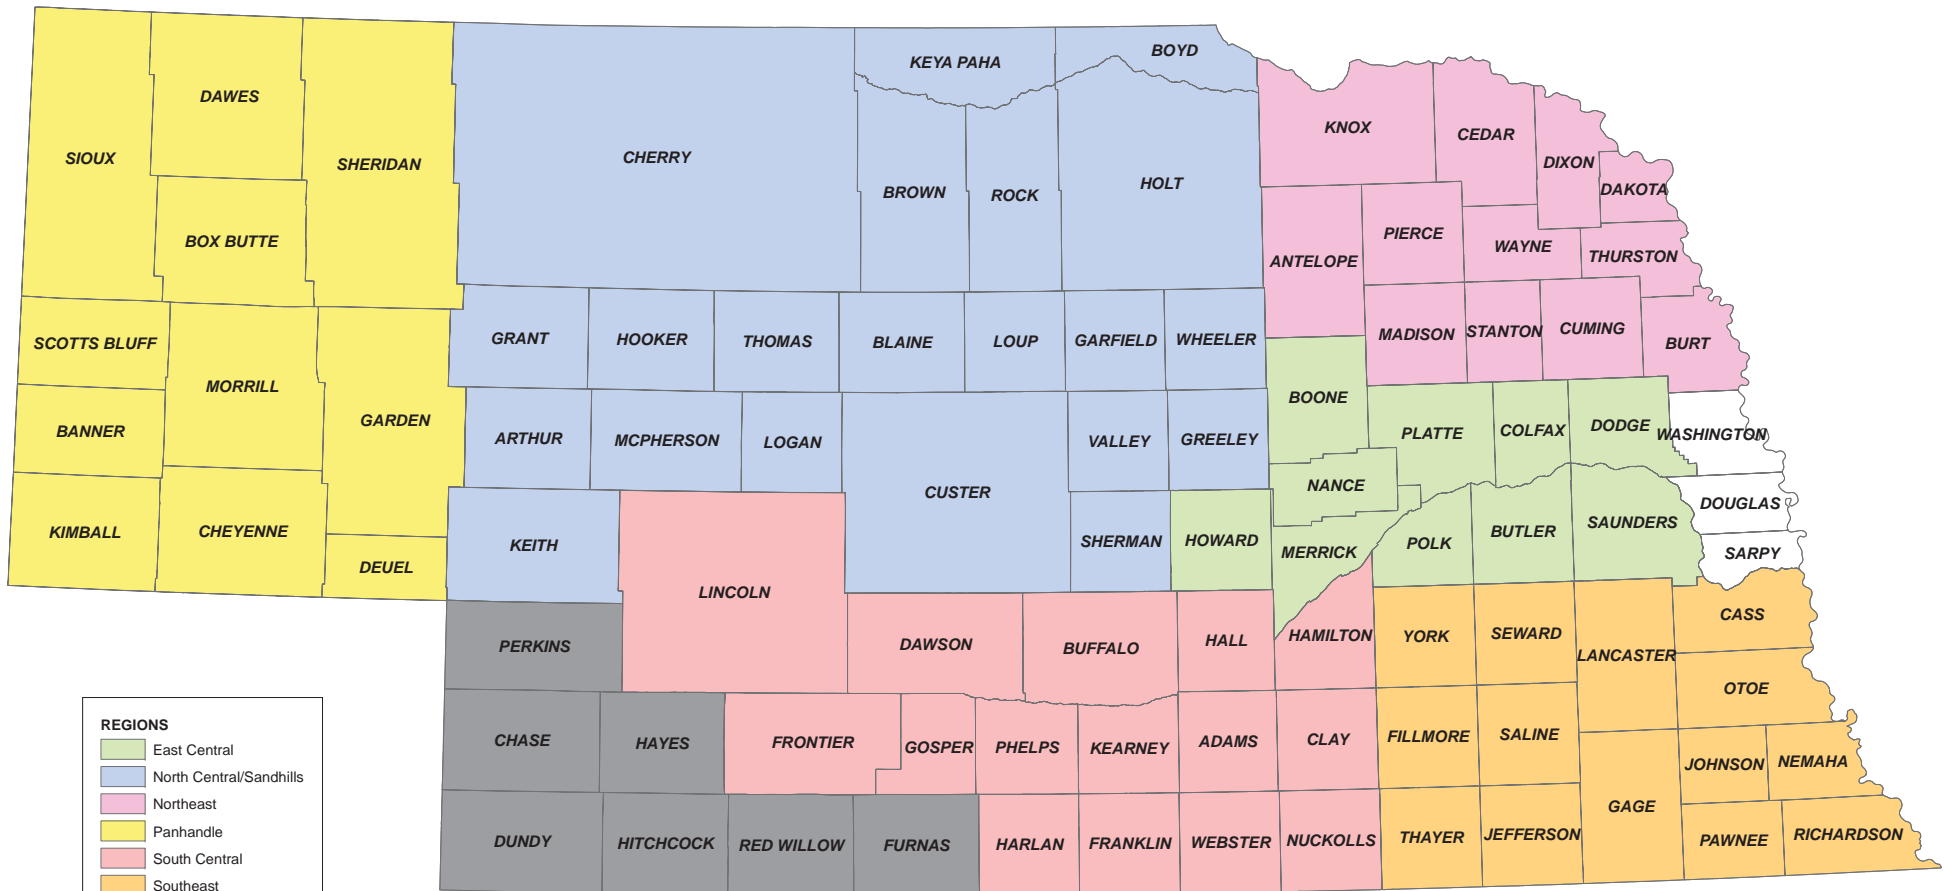 BOYD
KEYA PAHA
DAWES
KNOX
CEDAR
SIOUX
CHERRY
SHERIDAN
DIXON
HOLT
DAKOTA
BROWN
ROCK
PIERCE
BOX BUTTE
WAYNE
THURSTON
ANTELOPE
GRANT
HOOKER
THOMAS
BLAINE
LOUP
GARFIELD
WHEELER
MADISON
STANTON
CUMING
SCOTTS BLUFF
BURT
MORRILL
BOONE
GARDEN
BANNER
ARTHUR
MCPHERSON
LOGAN
VALLEY
GREELEY
PLATTE
COLFAX
DODGE
WASHINGTON
CUSTER
NANCE
DOUGLAS
KIMBALL
CHEYENNE
SAUNDERS
KEITH
SHERMAN
HOWARD
MERRICK
POLK
BUTLER
SARPY
DEUEL
LINCOLN
CASS
PERKINS
DAWSON
BUFFALO
HALL
HAMILTON
YORK
SEWARD
LANCASTER
OTOE
CHASE
HAYES
FRONTIER
GOSPER
PHELPS
KEARNEY
ADAMS
CLAY
FILLMORE
SALINE
JOHNSON
NEMAHA
GAGE
DUNDY
HITCHCOCK
RED WILLOW
FURNAS
HARLAN
FRANKLIN
WEBSTER
NUCKOLLS
THAYER
JEFFERSON
PAWNEE
RICHARDSON
REGIONS
East Central
North Central/Sandhills
Northeast
Panhandle
South Central
Southeast